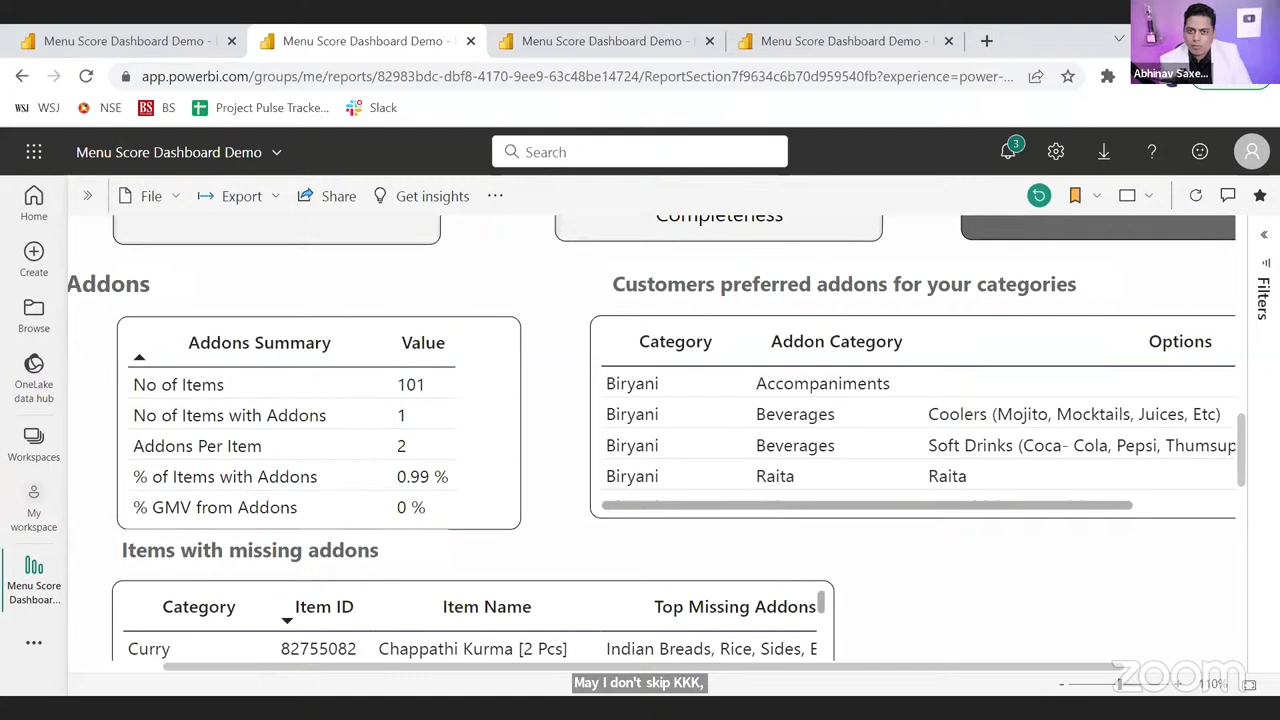 Menu Score Dashboard Demo - Menu Score Dashboard Demo - Menu Score Dashboard Demo - Menu Score Dashboard Demo -
Abhinav Saxe...
app.powerbi.com/groups/me/reports/82983bdc-dbf8-4170-9ee9-63c48be14724/ReportSection7f9634c6b70d959540fb?experience=power-...
WSJ WSJ NSE BS BS Project Pulse Tracke... Slack
Menu Score Dashboard Demo Search 3
File Export Share Get insights ...
Home
Create
Browse
OneLake data hub
Workspaces
My workspace
Menu Score Dashboar...
Filters
Completeness
Addons
Addons Summary Value
No of Items 101
No of Items with Addons 1
Addons Per Item 2
% of Items with Addons 0.99 %
% GMV from Addons 0 %
Customers preferred addons for your categories
Category Addon Category Options
Biryani Accompaniments
Biryani Beverages Coolers (Mojito, Mocktails, Juices, Etc)
Biryani Beverages Soft Drinks (Coca- Cola, Pepsi, Thumsup
Biryani Raita Raita
Items with missing addons
Category Item ID Item Name Top Missing Addons
Curry 82755082 Chappathi Kurma [2 Pcs] Indian Breads, Rice, Sides, E
May I don't skip KKK,
zoom
110%